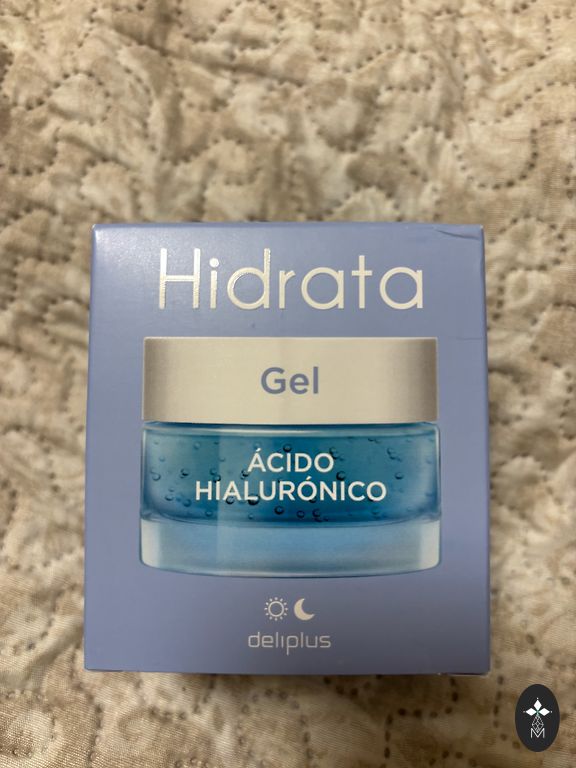 Hidrata
Gel
ÁCIDO
HIALURÓNICO
deliplus